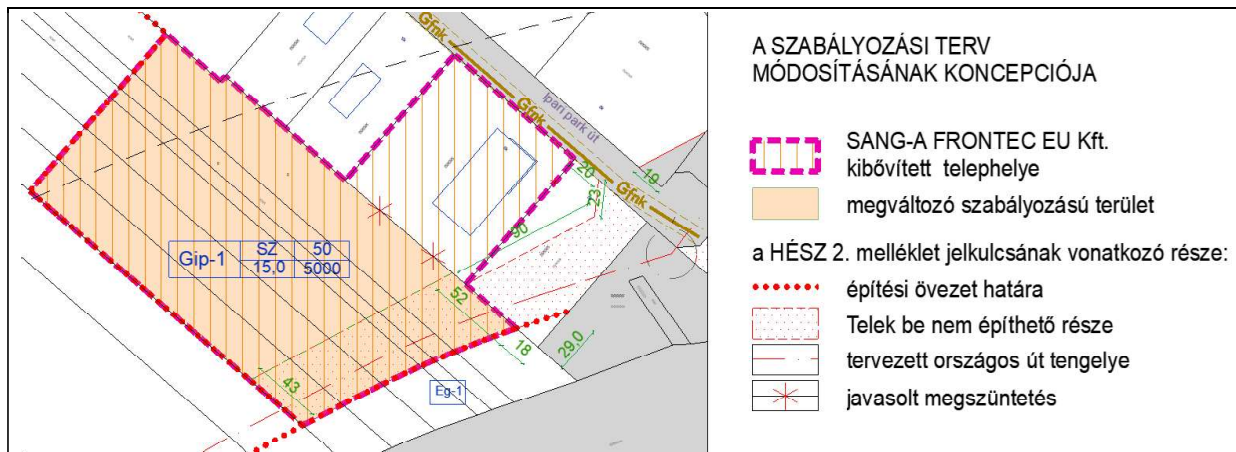 Gfnk
Gfnk
Gfnk
Ipari park út
20
19
23
90
Gip-1
SZ
50
15,0
5000
52
18
29,0
43
Eg-1
A SZABÁLYOZÁSI TERV
MÓDOSÍTÁSÁNAK KONCEPCIÓJA
SANG-A FRONTEC EU Kft.
kibővített telephelye
megváltozó szabályozású terület
a HÉSZ 2. melléklet jelkulcsának vonatkozó része:
építési övezet határa
Telek be nem építhető része
tervezett országos út tengelye
javasolt megszüntetés